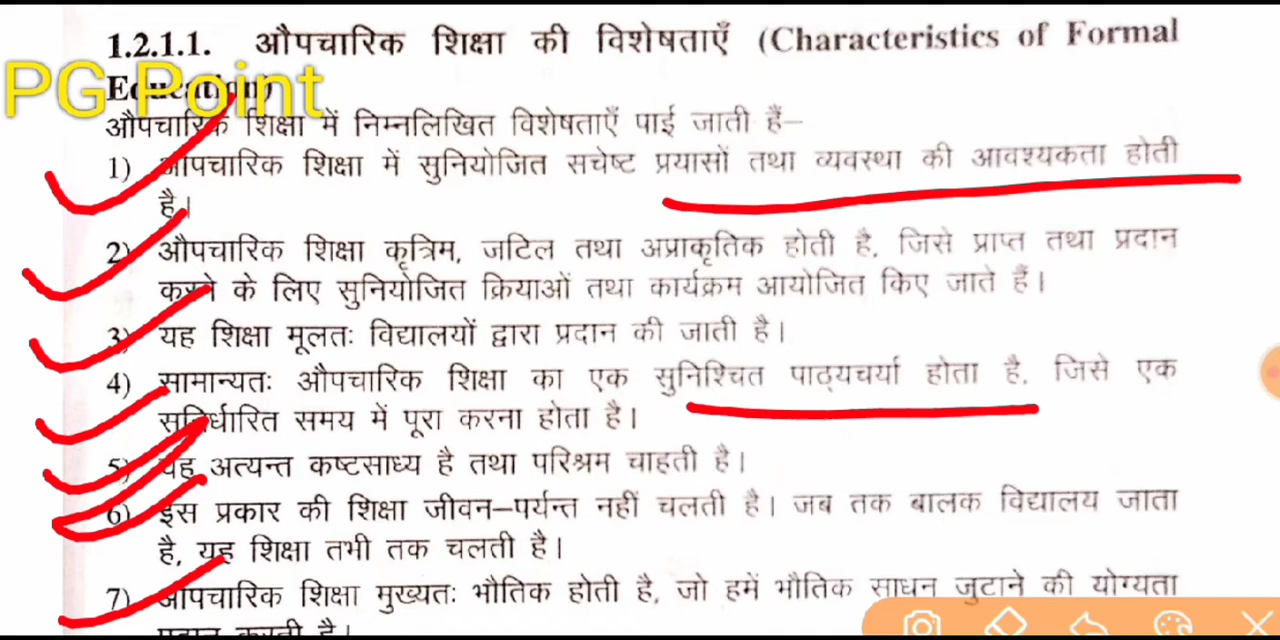 1.2.1.1. औपचारिक शिक्षा की विशेषताएँ (Characteristics of Formal
Education)
PG Point
औपचारिक शिक्षा में निम्नलिखित विशेषताएँ पाई जाती हैं–
1) औपचारिक शिक्षा में सुनियोजित सचेष्ट प्रयासों तथा व्यवस्था की आवश्यकता होती
है।
2) औपचारिक शिक्षा कृत्रिम, जटिल तथा अप्राकृतिक होती है, जिसे प्राप्त तथा प्रदान
करने के लिए सुनियोजित क्रियाओं तथा कार्यक्रम आयोजित किए जाते हैं।
3) यह शिक्षा मूलतः विद्यालयों द्वारा प्रदान की जाती है।
4) सामान्यतः औपचारिक शिक्षा का एक सुनिश्चित पाठ्यचर्या होता है, जिसे एक
सुनिर्धारित समय में पूरा करना होता है।
5) यह अत्यन्त कष्टसाध्य है तथा परिश्रम चाहती है।
6) इस प्रकार की शिक्षा जीवन–पर्यन्त नहीं चलती है। जब तक बालक विद्यालय जाता
है, यह शिक्षा तभी तक चलती है।
7) औपचारिक शिक्षा मुख्यतः भौतिक होती है, जो हमें भौतिक साधन जुटाने की योग्यता
प्रदान करती है।